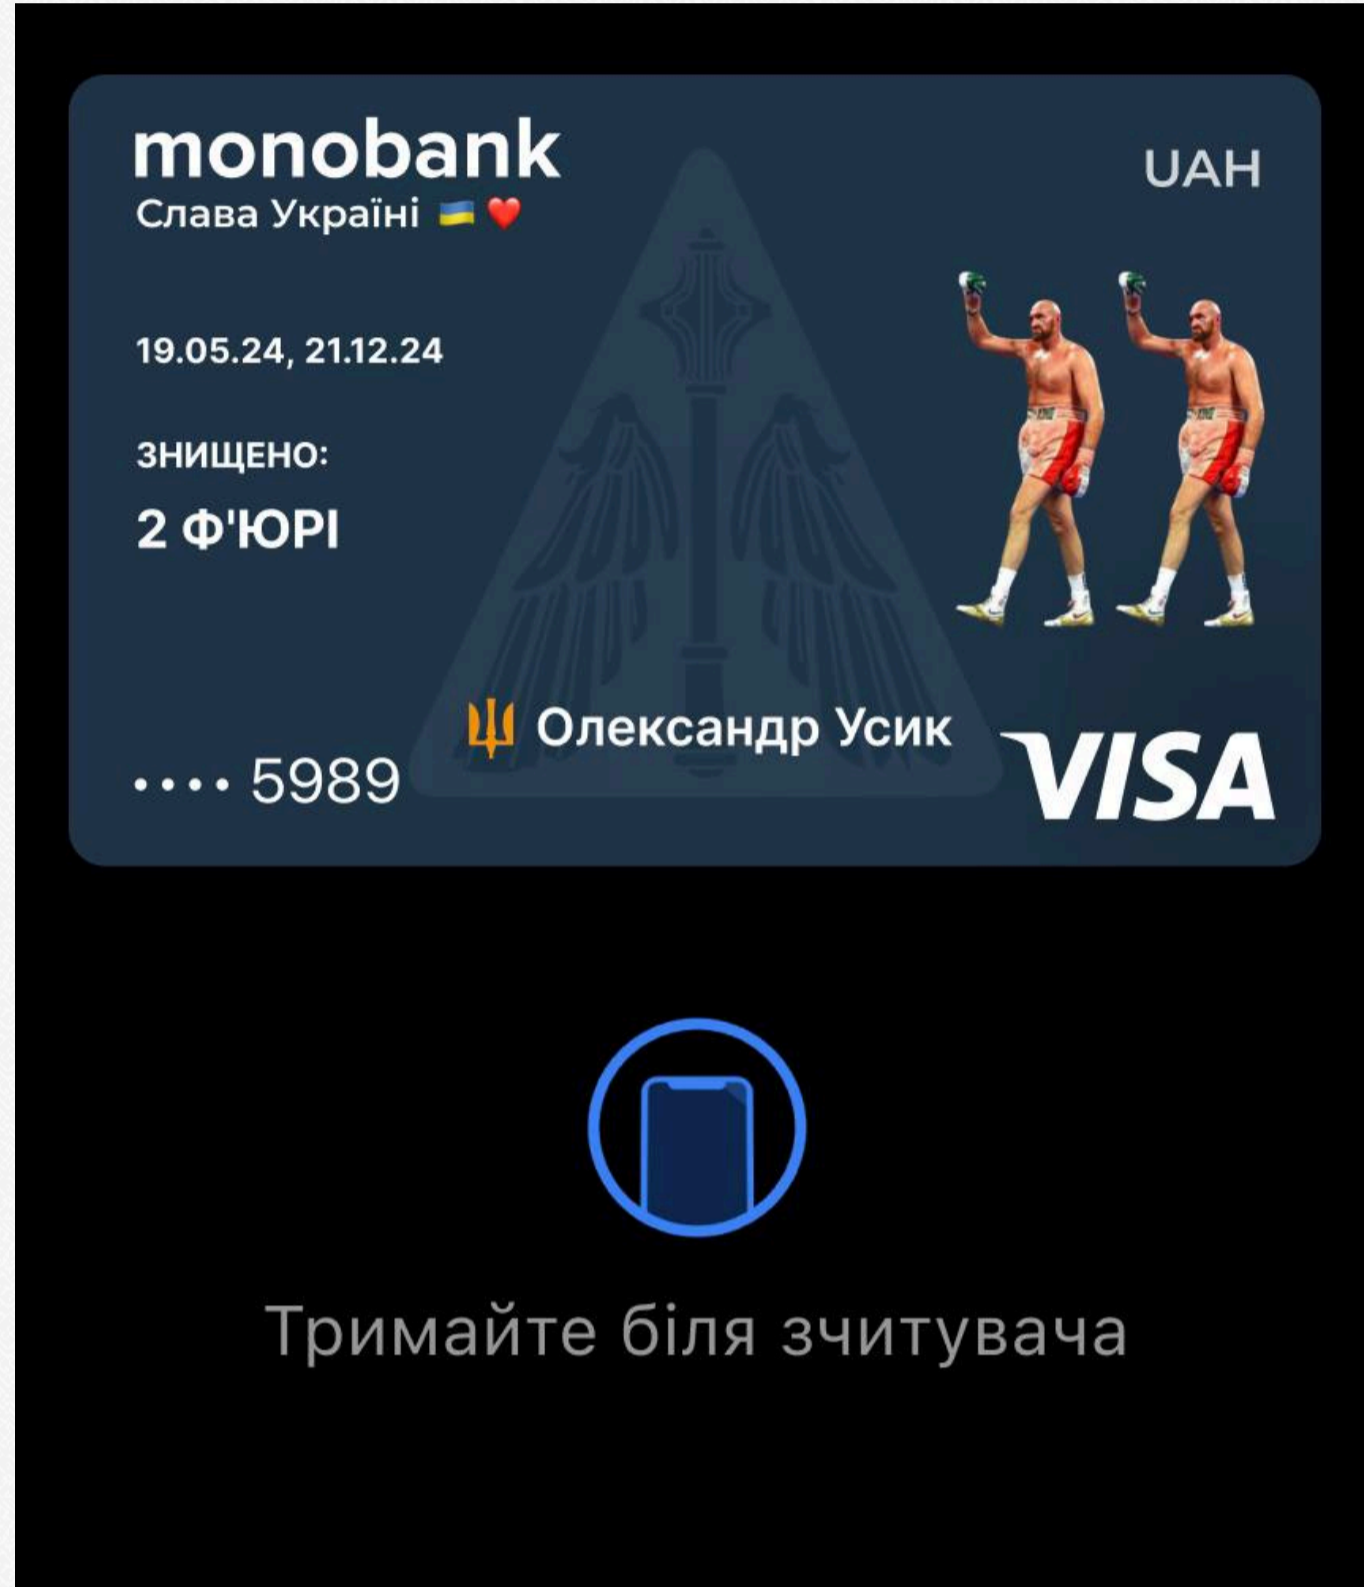 monobank
UAH
Слава Україні 🇺🇦 ❤️
19.05.24, 21.12.24
ЗНИЩЕНО:
2 Ф'ЮРІ
Олександр Усик
•••• 5989
VISA
Тримайте біля зчитувача